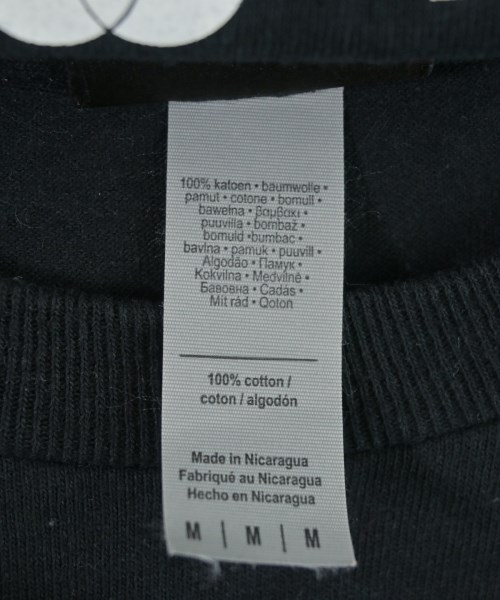 100% katoen • baumwolle •
pamut • cotone • bomull •
bawełna • βαμβακι •
puuvilla • bombaž •
bomuld •bumbac •
bavlna • pamuk • puuvill •
Algodão • Памук •
Kokvilna • Medvilnė •
Бавовна • Cadás •
Mit rád • Qoton
100% cotton /
coton / algodón
Made in Nicaragua
Fabriqué au Nicaragua
Hecho en Nicaragua
M | M | M